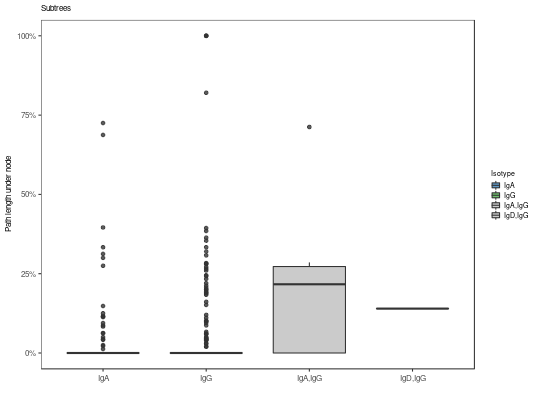 Subtrees
100%
75%
50%
25%
0%
Path length under node
IgA
IgG
IgA,IgG
IgD,IgG
Isotype
IgA
IgG
IgA,IgG
IgD,IgG